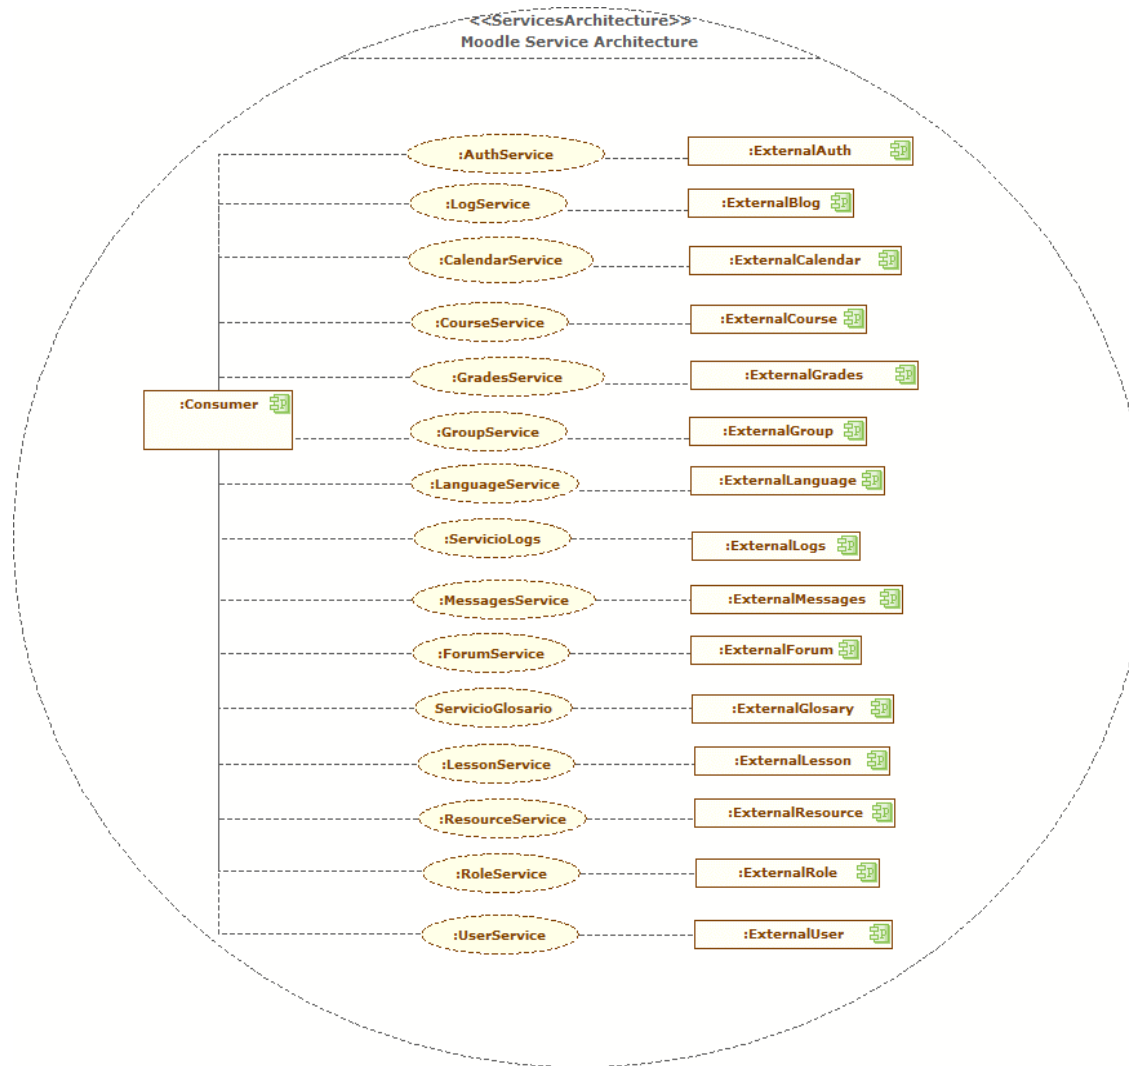 <<ServicesArchitecture>>
Moodle Service Architecture
:AuthService :ExternalAuth
:LogService :ExternalBlog
:CalendarService :ExternalCalendar
:CourseService :ExternalCourse
:GradesService :ExternalGrades
:Consumer
:GroupService :ExternalGroup
:LanguageService :ExternalLanguage
:ServicioLogs :ExternalLogs
:MessagesService :ExternalMessages
:ForumService :ExternalForum
ServicioGlosario :ExternalGlosary
:LessonService :ExternalLesson
:ResourceService :ExternalResource
:RoleService :ExternalRole
:UserService :ExternalUser